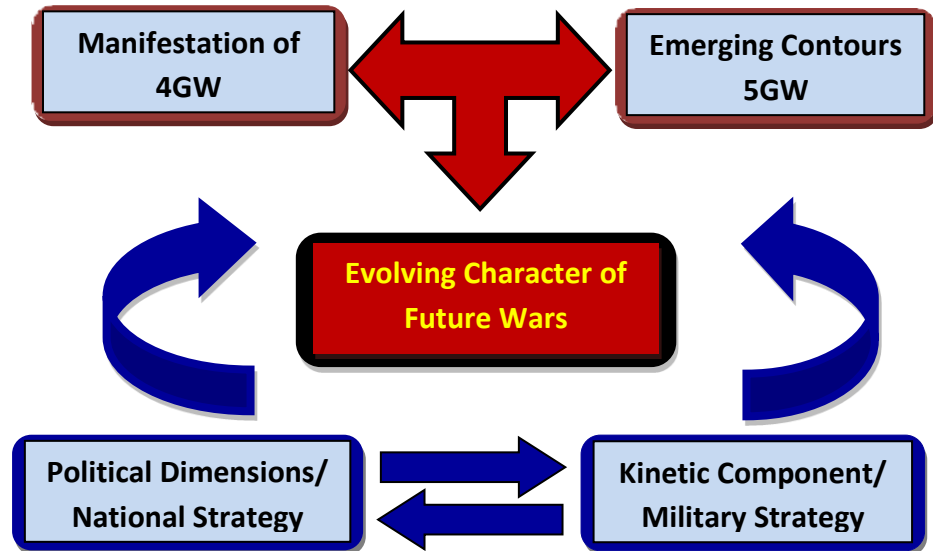 Manifestation of
4GW
Emerging Contours
5GW
Evolving Character of
Future Wars
Political Dimensions/
National Strategy
Kinetic Component/
Military Strategy